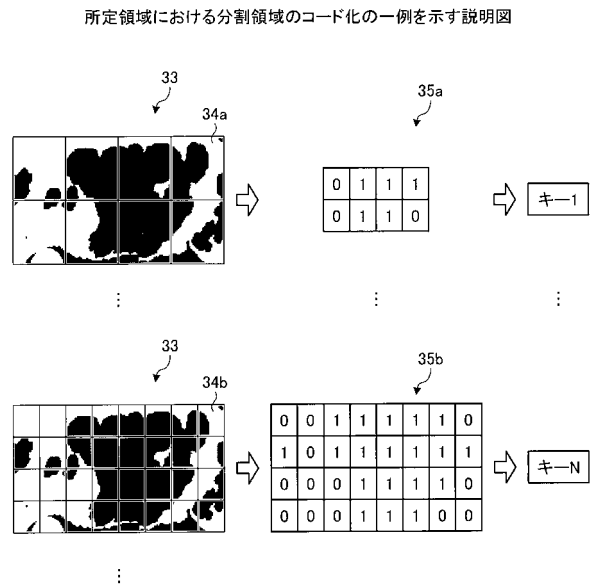 所定領域における分割領域のコード化の一例を示す説明図
33
34a
35a
0 1 1 1
0 1 1 0
キー1
⋮ ⋮ ⋮
33
34b
35b
0 0 1 1 1 1 1 0
1 0 1 1 1 1 1 1
0 0 0 1 1 1 1 0
0 0 0 1 1 1 0 0
キーN
⋮